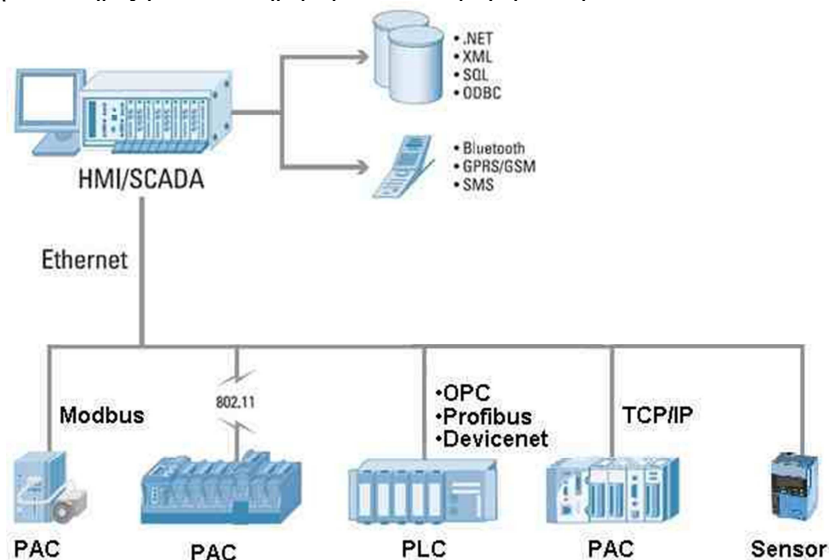 • .NET
• XML
• SQL
• ODBC
HMI/SCADA
• Bluetooth
• GPRS/GSM
• SMS
Ethernet
Modbus
802.11
•OPC
•Profibus
•Devicenet
TCP/IP
PAC
PAC
PLC
PAC
Sensor